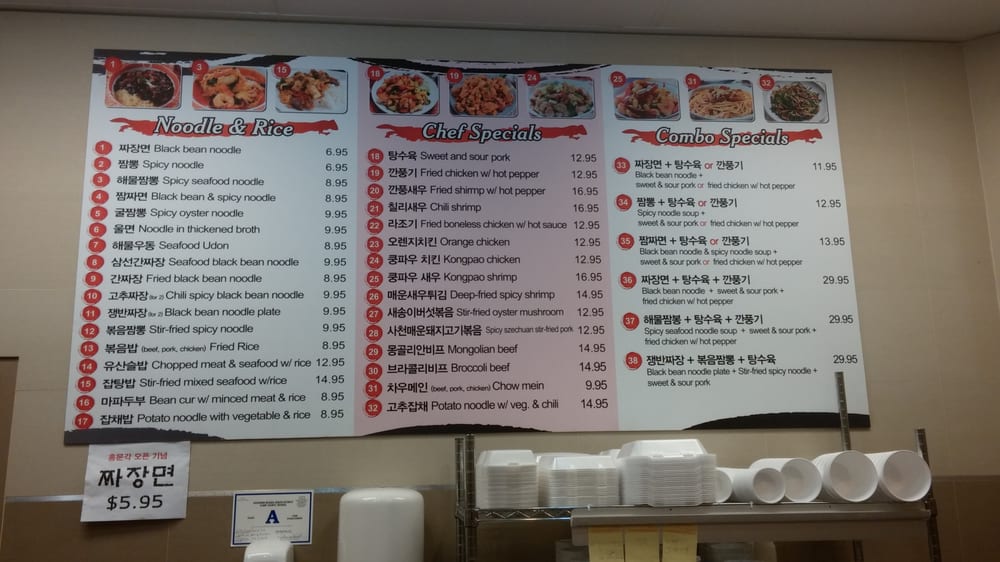 1
3
15
Noodle & Rice
1 짜장면 Black bean noodle 6.95
2 짬뽕 Spicy noodle 6.95
3 해물짬뽕 Spicy seafood noodle 8.95
4 짬짜면 Black bean & spicy noodle 8.95
5 굴짬뽕 Spicy oyster noodle 9.95
6 울면 Noodle in thickened broth 9.95
7 해물우동 Seafood Udon 8.95
8 삼선간짜장 Seafood black bean noodle 9.95
9 간짜장 Fried black bean noodle 8.95
10 고추짜장 (for 2) Chili spicy black bean noodle 9.95
11 쟁반짜장 (for 2) Black bean noodle plate 9.95
12 볶음짬뽕 Stir-fried spicy noodle 9.95
13 볶음밥 (beef, pork, chicken) Fried Rice 8.95
14 유산슬밥 Chopped meat & seafood w/ rice 12.95
15 잡탕밥 Stir-fried mixed seafood w/rice 14.95
16 마파두부 Bean cur w/ minced meat & rice 8.95
17 잡채밥 Potato noodle with vegetable & rice 8.95
18
19
24
Chef Specials
18 탕수육 Sweet and sour pork 12.95
19 깐풍기 Fried chicken w/ hot pepper 12.95
20 깐풍새우 Fried shirmp w/ hot pepper 16.95
21 칠리새우 Chili shrimp 16.95
22 라조기 Fried boneless chicken w/ hot sauce 12.95
23 오렌지치킨 Orange chicken 12.95
24 쿵파우 치킨 Kongpao chicken 12.95
25 쿵파우 새우 Kongpao shrimp 16.95
26 매운새우튀김 Deep-fried spicy shrimp 14.95
27 새송이버섯볶음 Stir-fried oyster mushroom 12.95
28 사천매운돼지고기볶음 Spicy szechuan stir-fried pork 12.95
29 몽골리안비프 Mongolian beef 14.95
30 브라콜리비프 Broccoli beef 14.95
31 차우메인 (beef, pork, chicken) Chow mein 9.95
32 고추잡채 Potato noodle w/ veg. & chili 14.95
25
31
32
Combo Specials
33 짜장면 + 탕수육 or 깐풍기 11.95
Black bean noodle +
sweet & sour pork or fried chicken w/ hot pepper
34 짬뽕 + 탕수육 or 깐풍기 12.95
Spicy noodle soup +
sweet & sour pork or fried chicken w/ hot pepper
35 짬짜면 + 탕수육 or 깐풍기 13.95
Black bean noodle & spicy noodle soup +
sweet & sour pork or fried chicken w/ hot pepper
36 짜장면 + 탕수육 + 깐풍기 29.95
Black bean noodle + sweet & sour pork +
fried chicken w/ hot pepper
37 해물짬뽕 + 탕수육 + 깐풍기 29.95
Spicy seafood noodle soup + sweet & sour pork +
fried chicken w/ hot pepper
38 쟁반짜장 + 볶음짬뽕 + 탕수육 29.95
Black bean noodle plate + Stir-fried spicy noodle +
sweet & sour pork
홍문각 오픈 기념
짜장면
$5.95
A